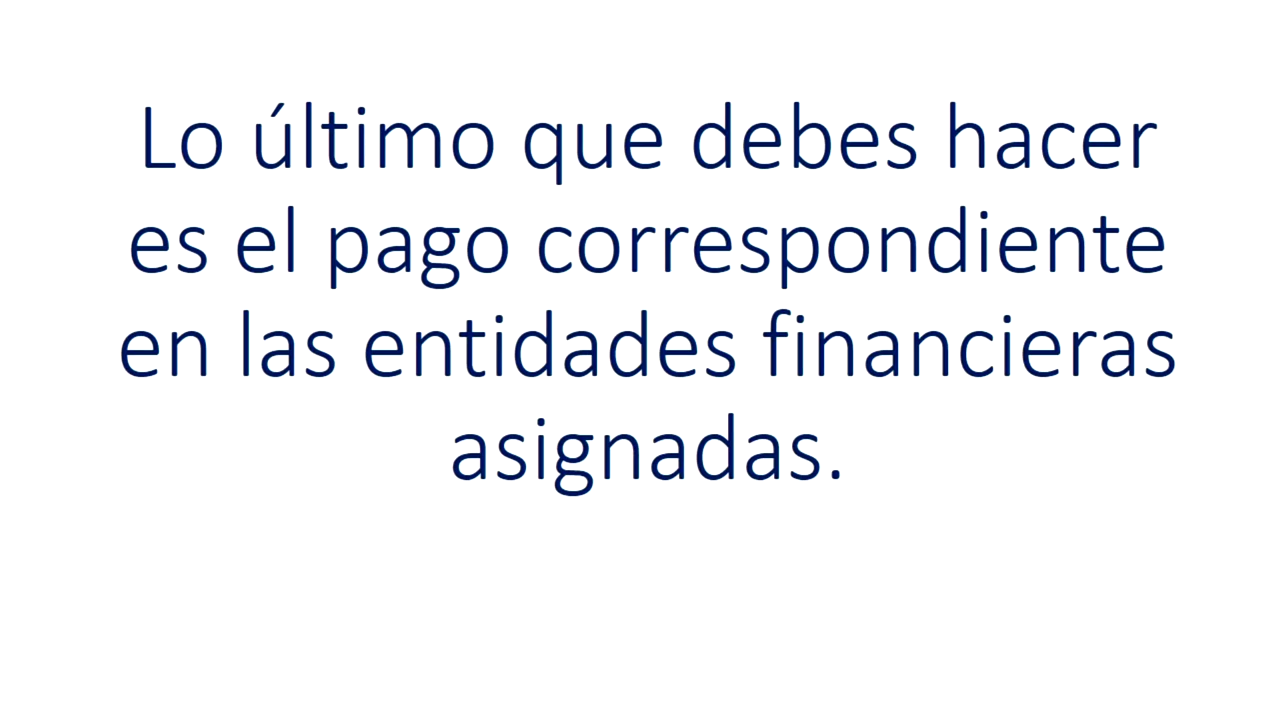 Lo último que debes hacer
es el pago correspondiente
en las entidades financieras
asignadas.